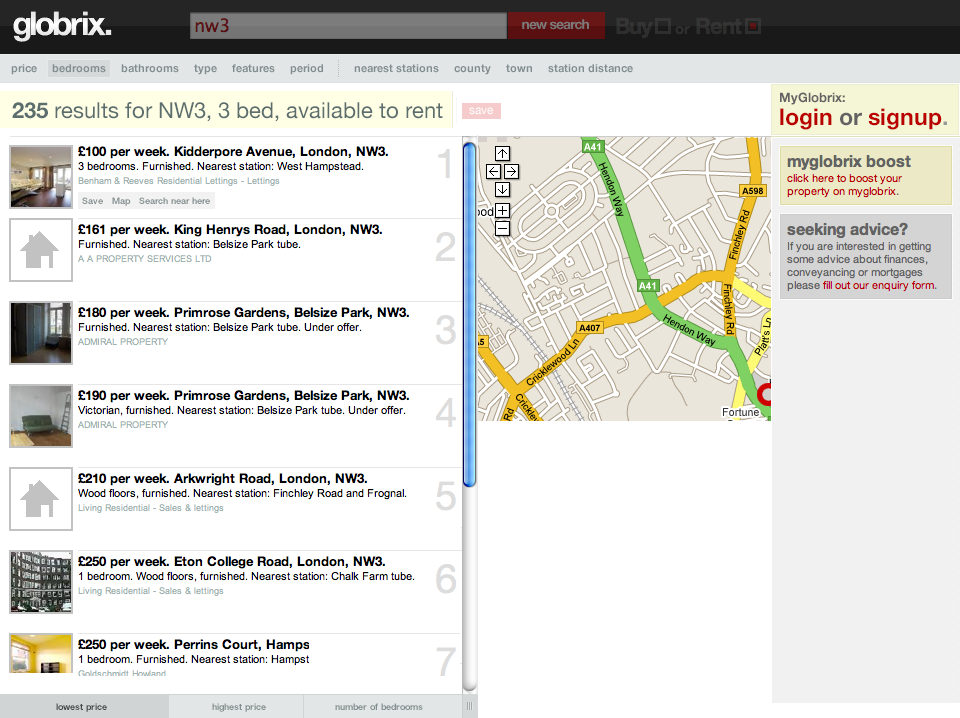 globrix.
nw3
new search
Buy or Rent
price bedrooms bathrooms type features period nearest stations county town station distance
235 results for NW3, 3 bed, available to rent
save
MyGlobrix:
login or signup.
£100 per week. Kidderpore Avenue, London, NW3.
3 bedrooms. Furnished. Nearest station: West Hampstead.
Benham & Reeves Residential Lettings - Lettings
Save Map Search near here
1
£161 per week. King Henrys Road, London, NW3.
Furnished. Nearest station: Belsize Park tube.
A A PROPERTY SERVICES LTD
2
£180 per week. Primrose Gardens, Belsize Park, NW3.
Furnished. Nearest station: Belsize Park tube. Under offer.
ADMIRAL PROPERTY
3
£190 per week. Primrose Gardens, Belsize Park, NW3.
Victorian, furnished. Nearest station: Belsize Park tube. Under offer.
ADMIRAL PROPERTY
4
£210 per week. Arkwright Road, London, NW3.
Wood floors, furnished. Nearest station: Finchley Road and Frognal.
Living Residential - Sales & lettings
5
£250 per week. Eton College Road, London, NW3.
1 bedroom. Wood floors, furnished. Nearest station: Chalk Farm tube.
Living Residential - Sales & lettings
6
£250 per week. Perrins Court, Hamps
1 bedroom. Furnished. Nearest station: Hampst
Goldschmidt Howland
7
lowest price highest price number of bedrooms
A41
Hendon Way
A598
Finchley Rd
ood
A41
Finchley Rd
A407
Hendon Way
Platt's Ln
A5
Cricklewood Ln
Rd
Cricklew
Fortune
myglobrix boost
click here to boost your
property on myglobrix.
seeking advice?
If you are interested in getting
some advice about finances,
conveyancing or mortgages
please fill out our enquiry form.